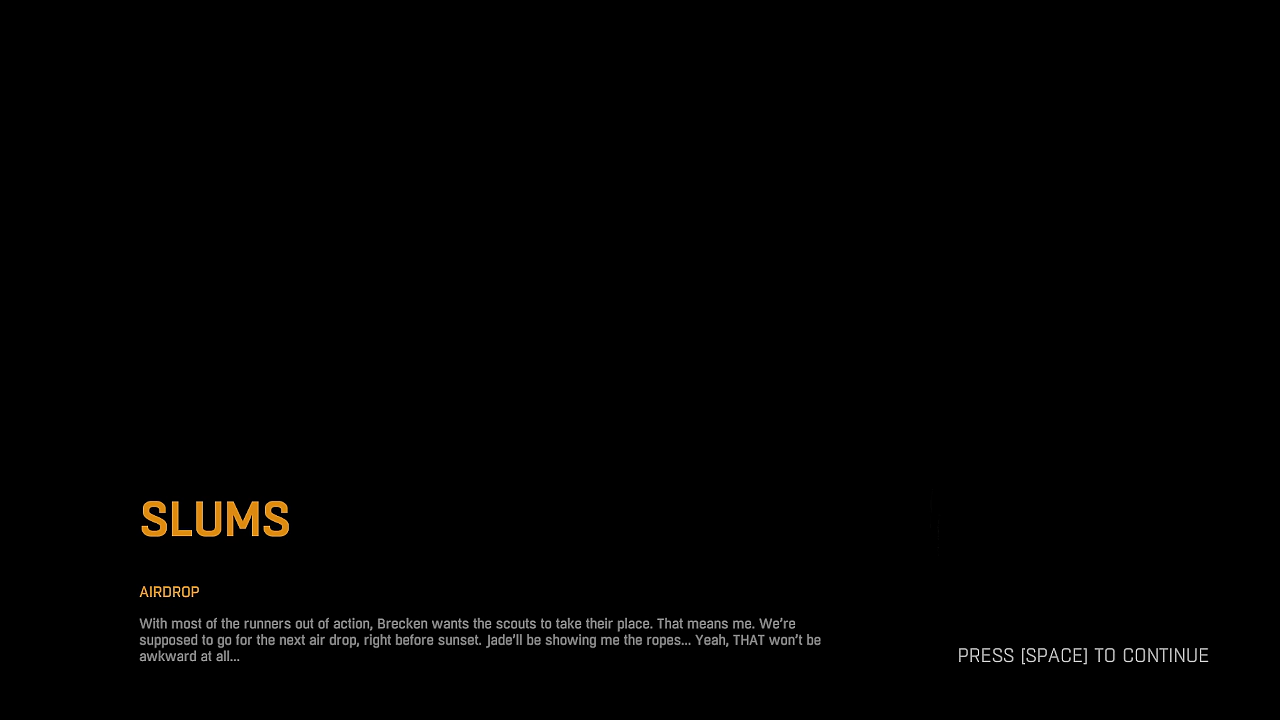 SLUMS
AIRDROP
With most of the runners out of action, Brecken wants the scouts to take their place. That means me. We're
supposed to go for the next air drop, right before sunset. Jade'll be showing me the ropes... Yeah, THAT won't be
awkward at all...
PRESS [SPACE] TO CONTINUE